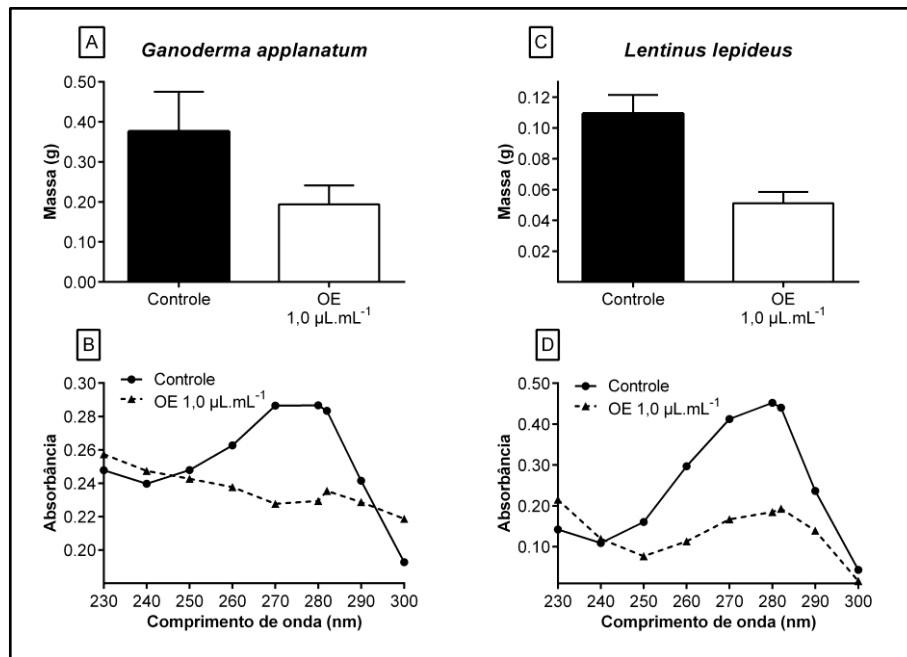 A
Ganoderma applanatum
0.50
0.40
0.30
0.20
0.10
0.00
Massa (g)
Controle
OE
1,0 µL.mL⁻¹
C
Lentinus lepideus
0.12
0.10
0.08
0.06
0.04
0.02
Massa (g)
Controle
OE
1,0 µL.mL⁻¹
B
Controle
OE 1,0 µL.mL⁻¹
0.30
0.28
0.26
0.24
0.22
0.20
Absorbância
230 240 250 260 270 280 290 300
Comprimento de onda (nm)
D
Controle
OE 1,0 µL.mL⁻¹
0.50
0.40
0.30
0.20
0.10
Absorbância
230 240 250 260 270 280 290 300
Comprimento de onda (nm)